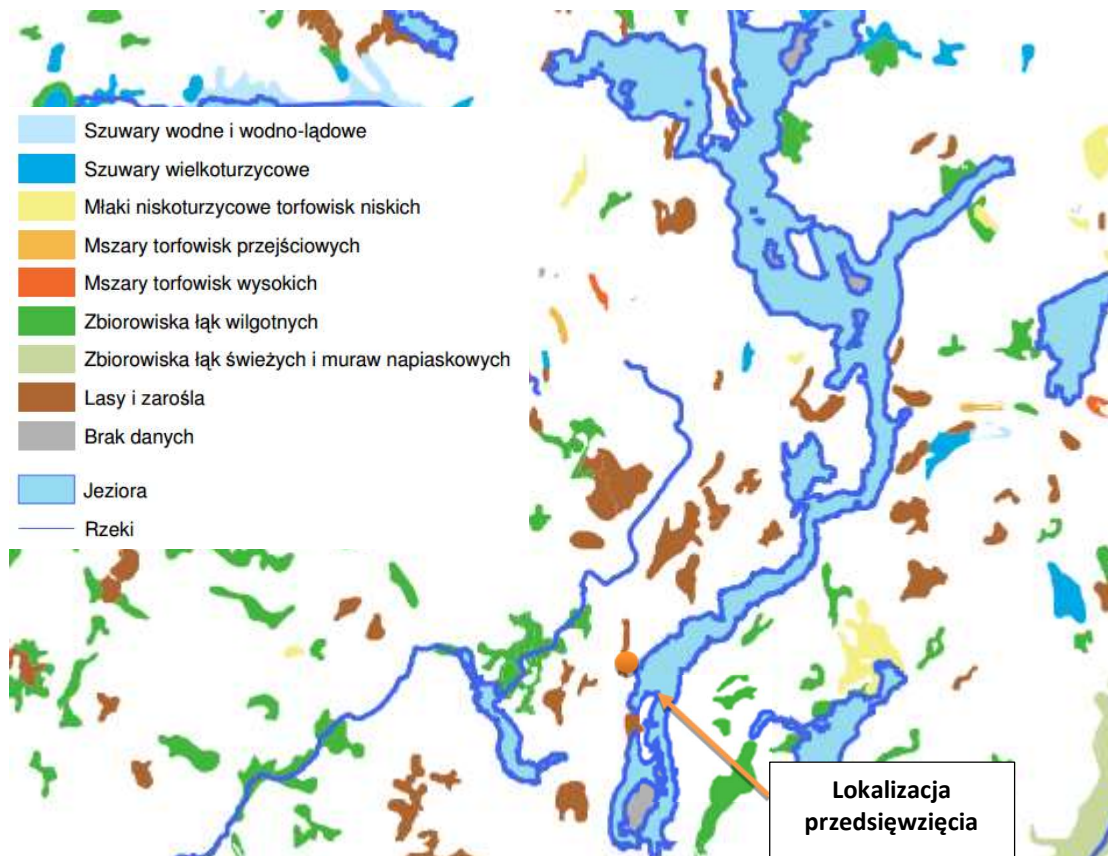 Szuwary wodne i wodno-lądowe
Szuwary wielkoturzycowe
Młaki niskoturzycowe torfowisk niskich
Mszary torfowisk przejściowych
Mszary torfowisk wysokich
Zbiorowiska łąk wilgotnych
Zbiorowiska łąk świeżych i muraw napiaskowych
Lasy i zarośla
Brak danych
Jeziora
Rzeki
Lokalizacja
przedsięwzięcia